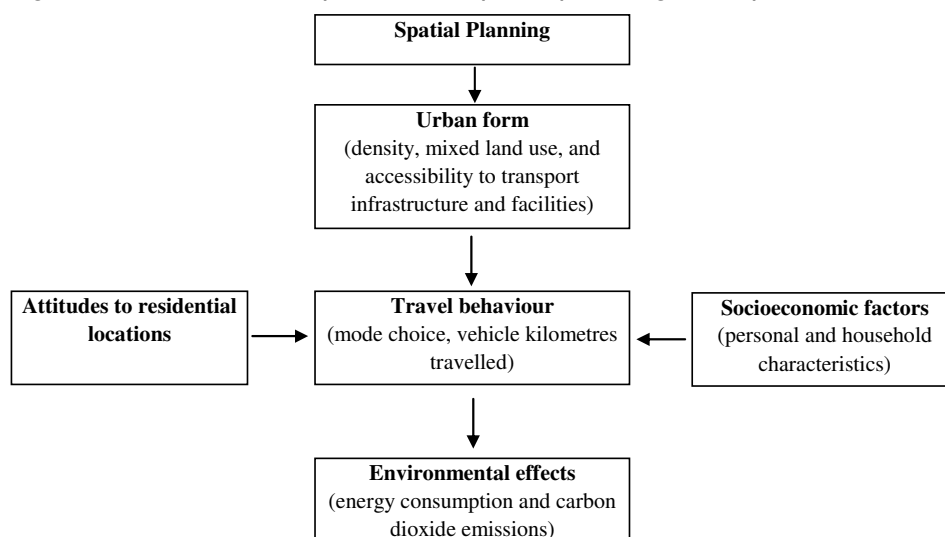 Spatial Planning
Urban form
(density, mixed land use, and
accessibility to transport
infrastructure and facilities)
Attitudes to residential
locations
Travel behaviour
(mode choice, vehicle kilometres
travelled)
Socioeconomic factors
(personal and household
characteristics)
Environmental effects
(energy consumption and carbon
dioxide emissions)